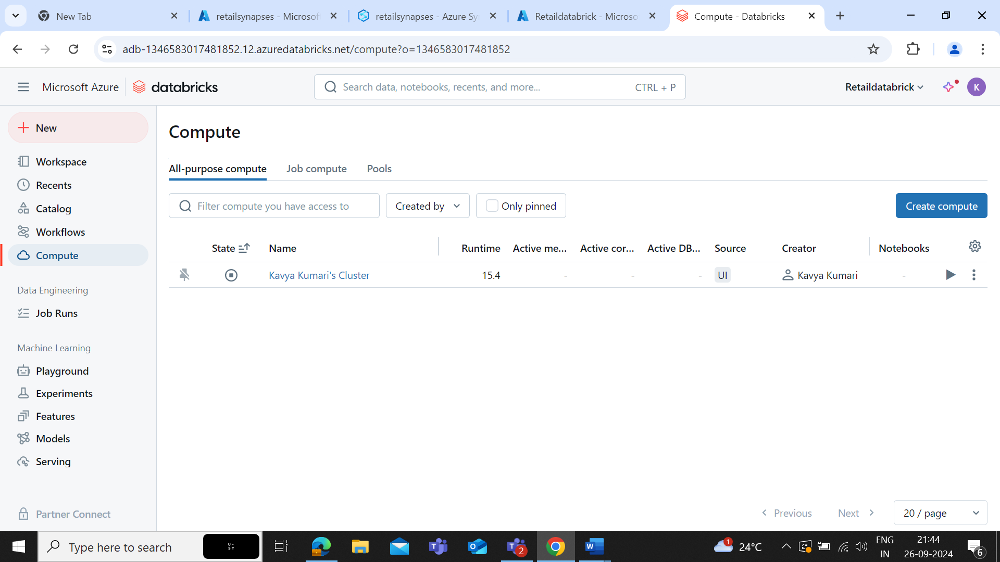 New Tab
retailsynapses - Microsof
retailsynapses - Azure Sy
Retaildatabrick - Microso
Compute - Databricks
adb-1346583017481852.12.azuredatabricks.net/compute?o=1346583017481852
Microsoft Azure
databricks
Search data, notebooks, recents, and more...
CTRL + P
Retaildatabrick
K
New
Workspace
Recents
Catalog
Workflows
Compute
Data Engineering
Job Runs
Machine Learning
Playground
Experiments
Features
Models
Serving
Partner Connect
Compute
All-purpose compute
Job compute
Pools
Filter compute you have access to
Created by
Only pinned
Create compute
State
Name
Runtime
Active me...
Active cor...
Active DB...
Source
Creator
Notebooks
Kavya Kumari's Cluster
15.4
-
-
-
UI
Kavya Kumari
-
Previous
Next
20 / page
Type here to search
U
ST
2
W
1
24°C
ENG
IN
21:44
26-09-2024
6